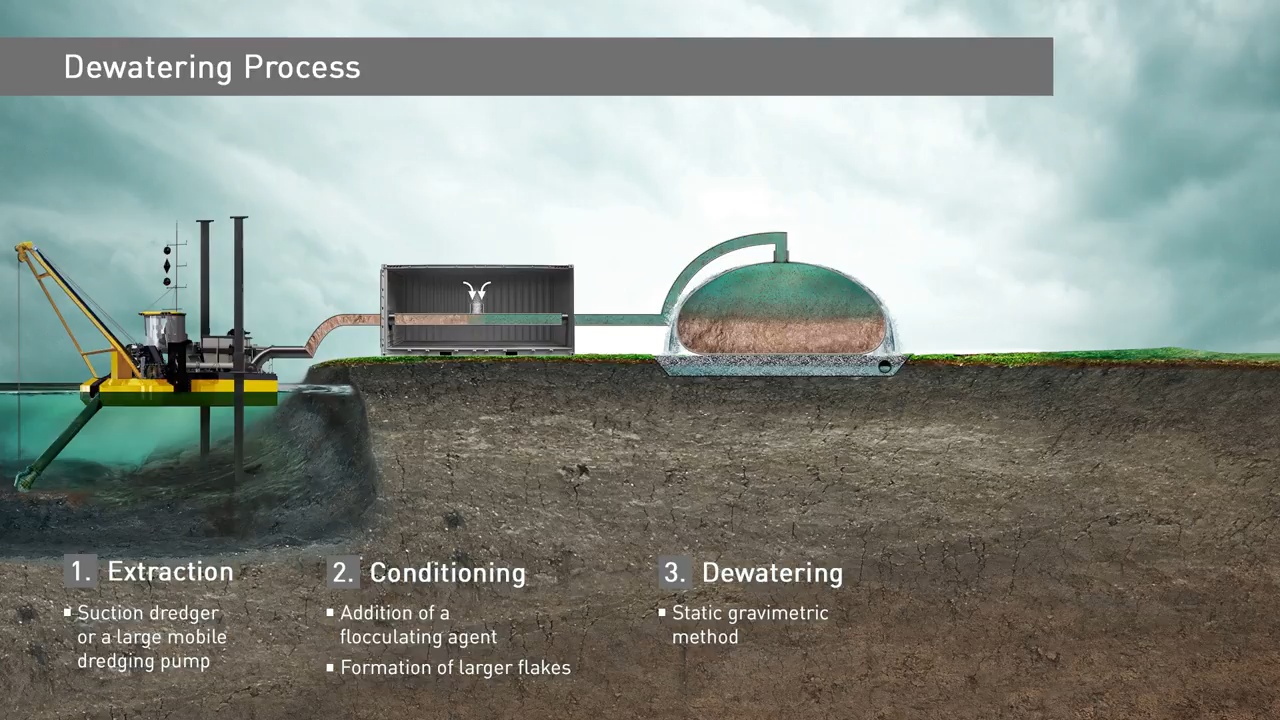 Dewatering Process
1. Extraction
▪ Suction dredger
or a large mobile
dredging pump
2. Conditioning
▪ Addition of a
flocculating agent
▪ Formation of larger flakes
3. Dewatering
▪ Static gravimetric
method